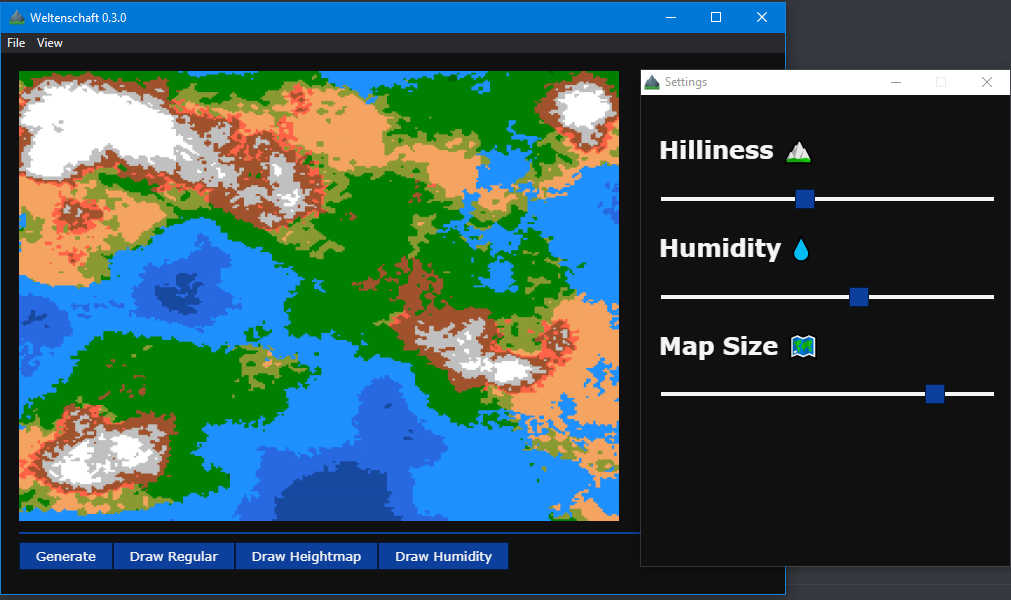 Weltenschaft 0.3.0
File View
Settings
Hilliness
Humidity
Map Size
Generate Draw Regular Draw Heightmap Draw Humidity